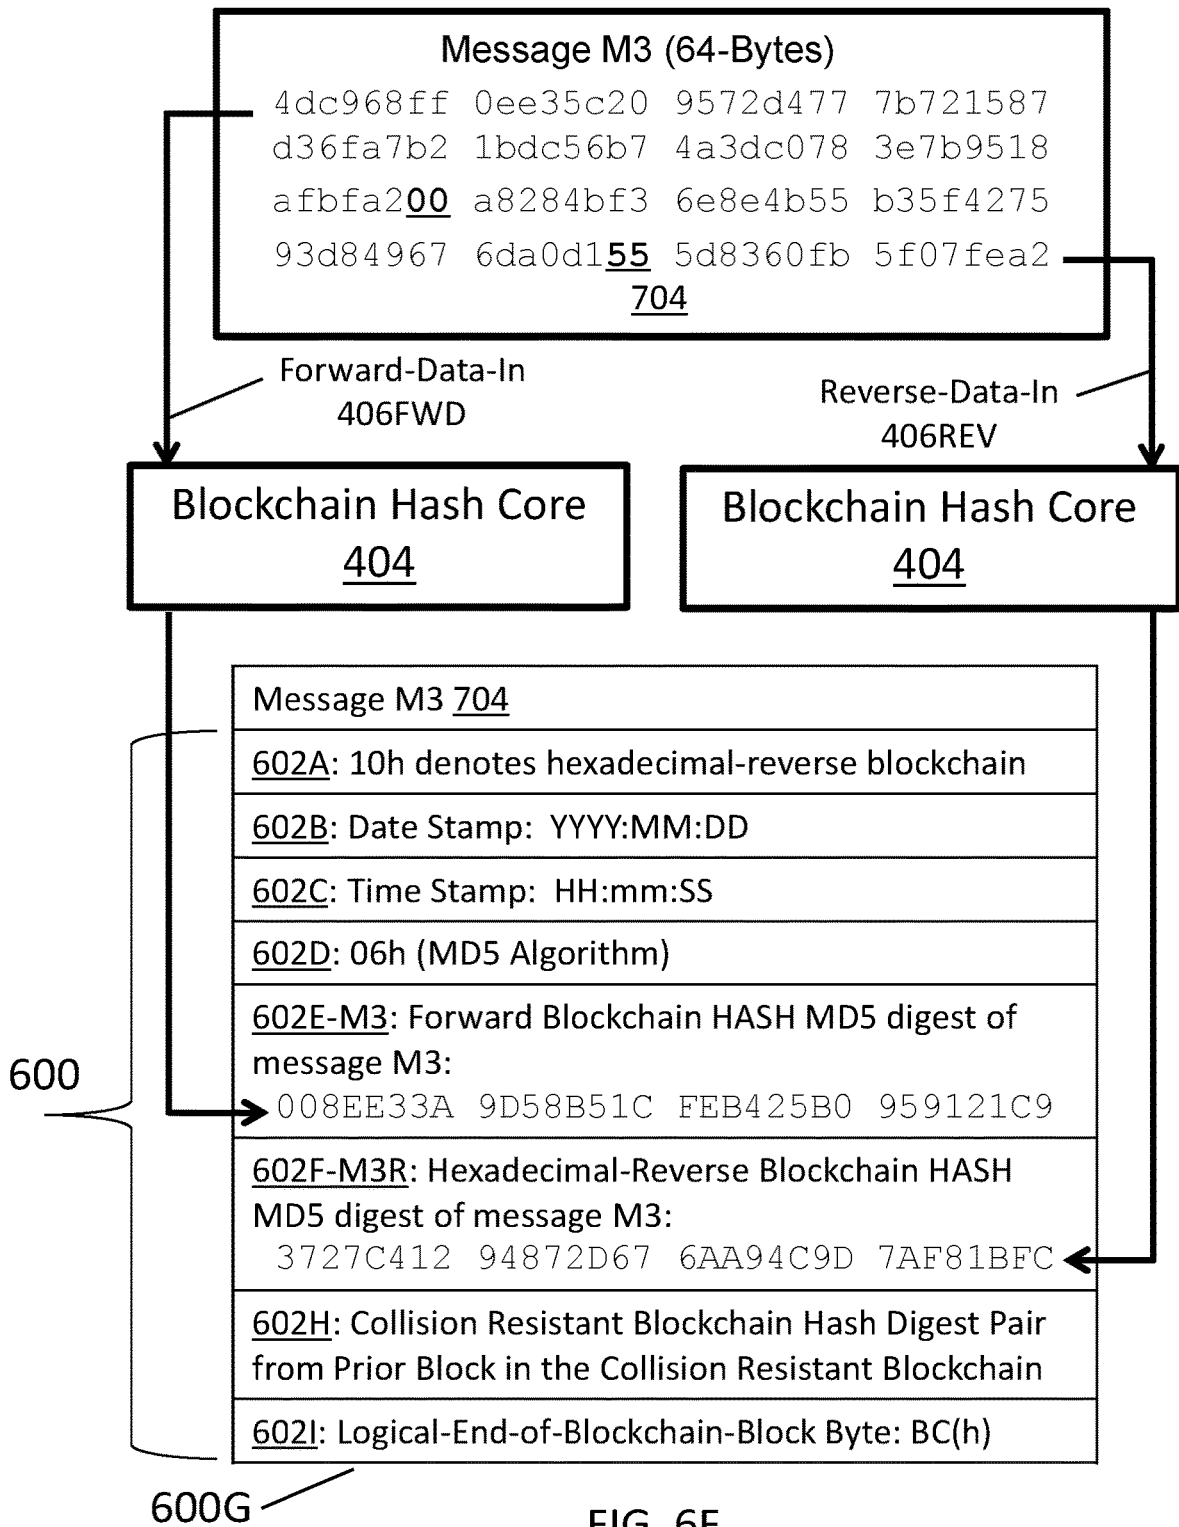 Message M3 (64-Bytes)
4dc968ff 0ee35c20 9572d477 7b721587
d36fa7b2 1bdc56b7 4a3dc078 3e7b9518
afbfa200 a8284bf3 6e8e4b55 b35f4275
93d84967 6da0d155 5d8360fb 5f07fea2
704
Forward-Data-In
406FWD
Reverse-Data-In
406REV
Blockchain Hash Core
404
Blockchain Hash Core
404
Message M3 704
602A: 10h denotes hexadecimal-reverse blockchain
602B: Date Stamp: YYYY:MM:DD
602C: Time Stamp: HH:mm:SS
602D: 06h (MD5 Algorithm)
602E-M3: Forward Blockchain HASH MD5 digest of
message M3:
008EE33A 9D58B51C FEB425B0 959121C9
602F-M3R: Hexadecimal-Reverse Blockchain HASH
MD5 digest of message M3:
3727C412 94872D67 6AA94C9D 7AF81BFC
602H: Collision Resistant Blockchain Hash Digest Pair
from Prior Block in the Collision Resistant Blockchain
602I: Logical-End-of-Blockchain-Block Byte: BC(h)
600
600G